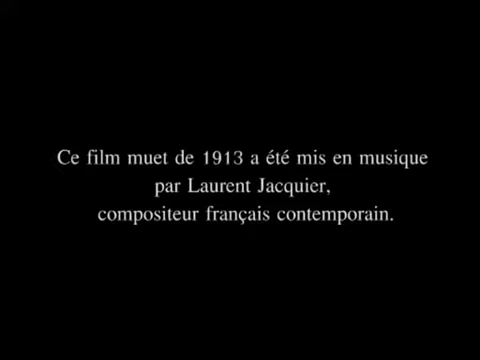 Ce film muet de 1913 a été mis en musique
par Laurent Jacquier,
compositeur français contemporain.